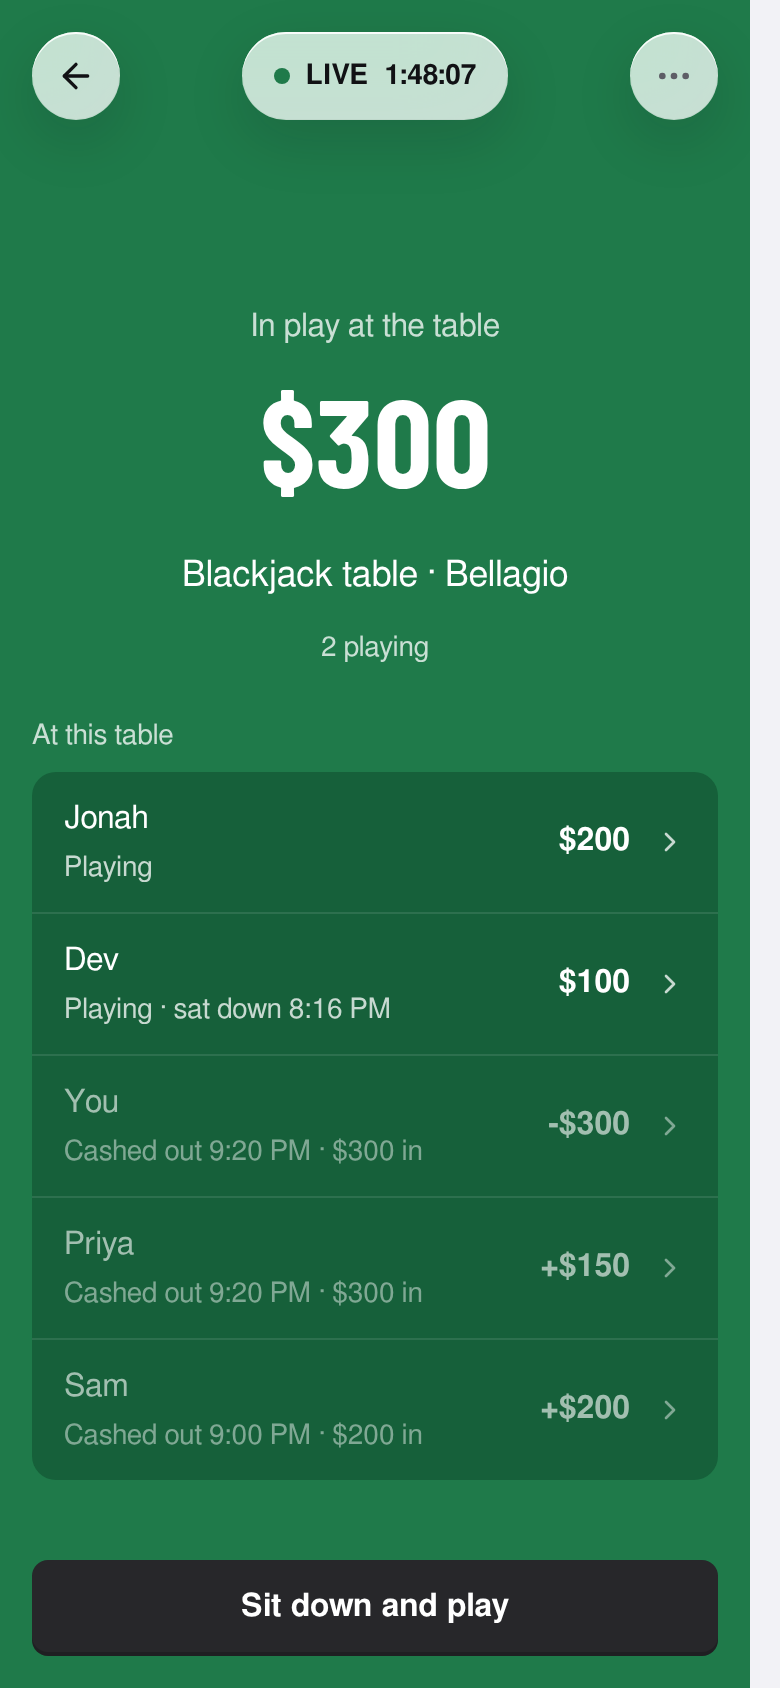 LIVE 1:48:07
In play at the table
$300
Blackjack table · Bellagio
2 playing
At this table
Jonah
$200
Playing
Dev
$100
Playing · sat down 8:16 PM
You
-$300
Cashed out 9:20 PM · $300 in
Priya
+$150
Cashed out 9:20 PM · $300 in
Sam
+$200
Cashed out 9:00 PM · $200 in
Sit down and play